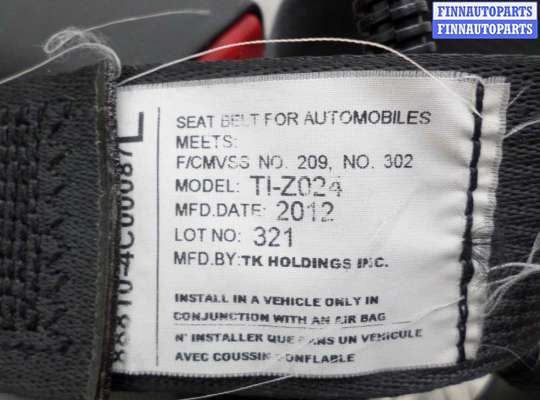 FINNAUTOPARTS
FINNAUTOPARTS
L
SEAT BELT FOR AUTOMOBILES
MEETS:
F/CMVSS NO. 209, NO. 302
MODEL: TI-Z024
MFD.DATE: 2012
LOT NO: 321
MFD.BY: TK HOLDINGS INC.
INSTALL IN A VEHICLE ONLY IN
CONJUNCTION WITH AN AIR BAG
N' INSTALLER QUE DANS UN VEHICULE
AVEC COUSSIN GONFLABLE